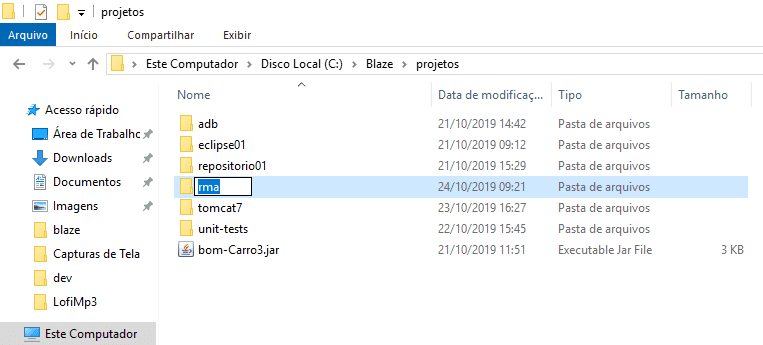 projetos
Arquivo Início Compartilhar Exibir
Este Computador Disco Local (C:) Blaze projetos
Nome Data de modificaç... Tipo Tamanho
Acesso rápido
Área de Trabalho
Downloads
Documentos
Imagens
blaze
Capturas de Tela
dev
LofiMp3
Este Computador
adb 21/10/2019 14:42 Pasta de arquivos
eclipse01 21/10/2019 09:12 Pasta de arquivos
repositorio01 21/10/2019 15:29 Pasta de arquivos
rma 24/10/2019 09:21 Pasta de arquivos
tomcat7 23/10/2019 16:27 Pasta de arquivos
unit-tests 22/10/2019 15:45 Pasta de arquivos
bom-Carro3.jar 21/10/2019 11:51 Executable Jar File 3 KB